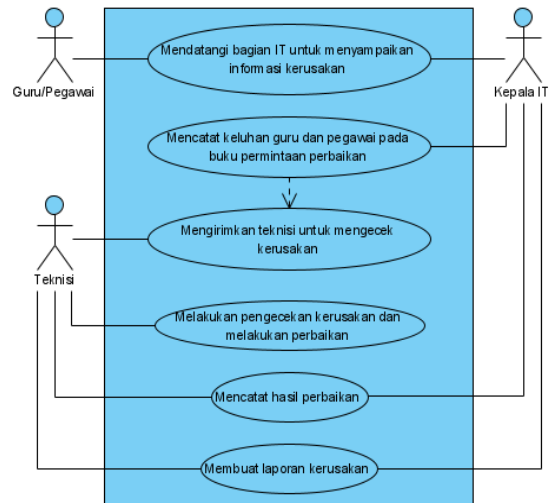 Mendatangi bagian IT untuk menyampaikan
informasi kerusakan
Guru/Pegawai
Kepala IT
Mencatat keluhan guru dan pegawai pada
buku permintaan perbaikan
Mengirimkan teknisi untuk mengecek
kerusakan
Teknisi
Melakukan pengecekan kerusakan dan
melakukan perbaikan
Mencatat hasil perbaikan
Membuat laporan kerusakan